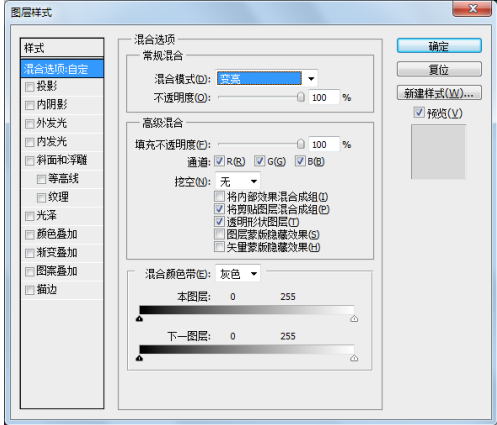 图层样式
样式
混合选项:自定
投影
内阴影
外发光
内发光
斜面和浮雕
等高线
纹理
光泽
颜色叠加
渐变叠加
图案叠加
描边
混合选项
常规混合
混合模式(D): 变亮
不透明度(O): 100 %
高级混合
填充不透明度(F): 100 %
通道: R(R) G(G) B(B)
挖空(N): 无
将内部效果混合成组(I)
将剪贴图层混合成组(P)
透明形状图层(T)
图层蒙版隐藏效果(S)
矢量蒙版隐藏效果(H)
混合颜色带(E): 灰色
本图层: 0 255
下一图层: 0 255
确定
复位
新建样式(W)...
预览(V)